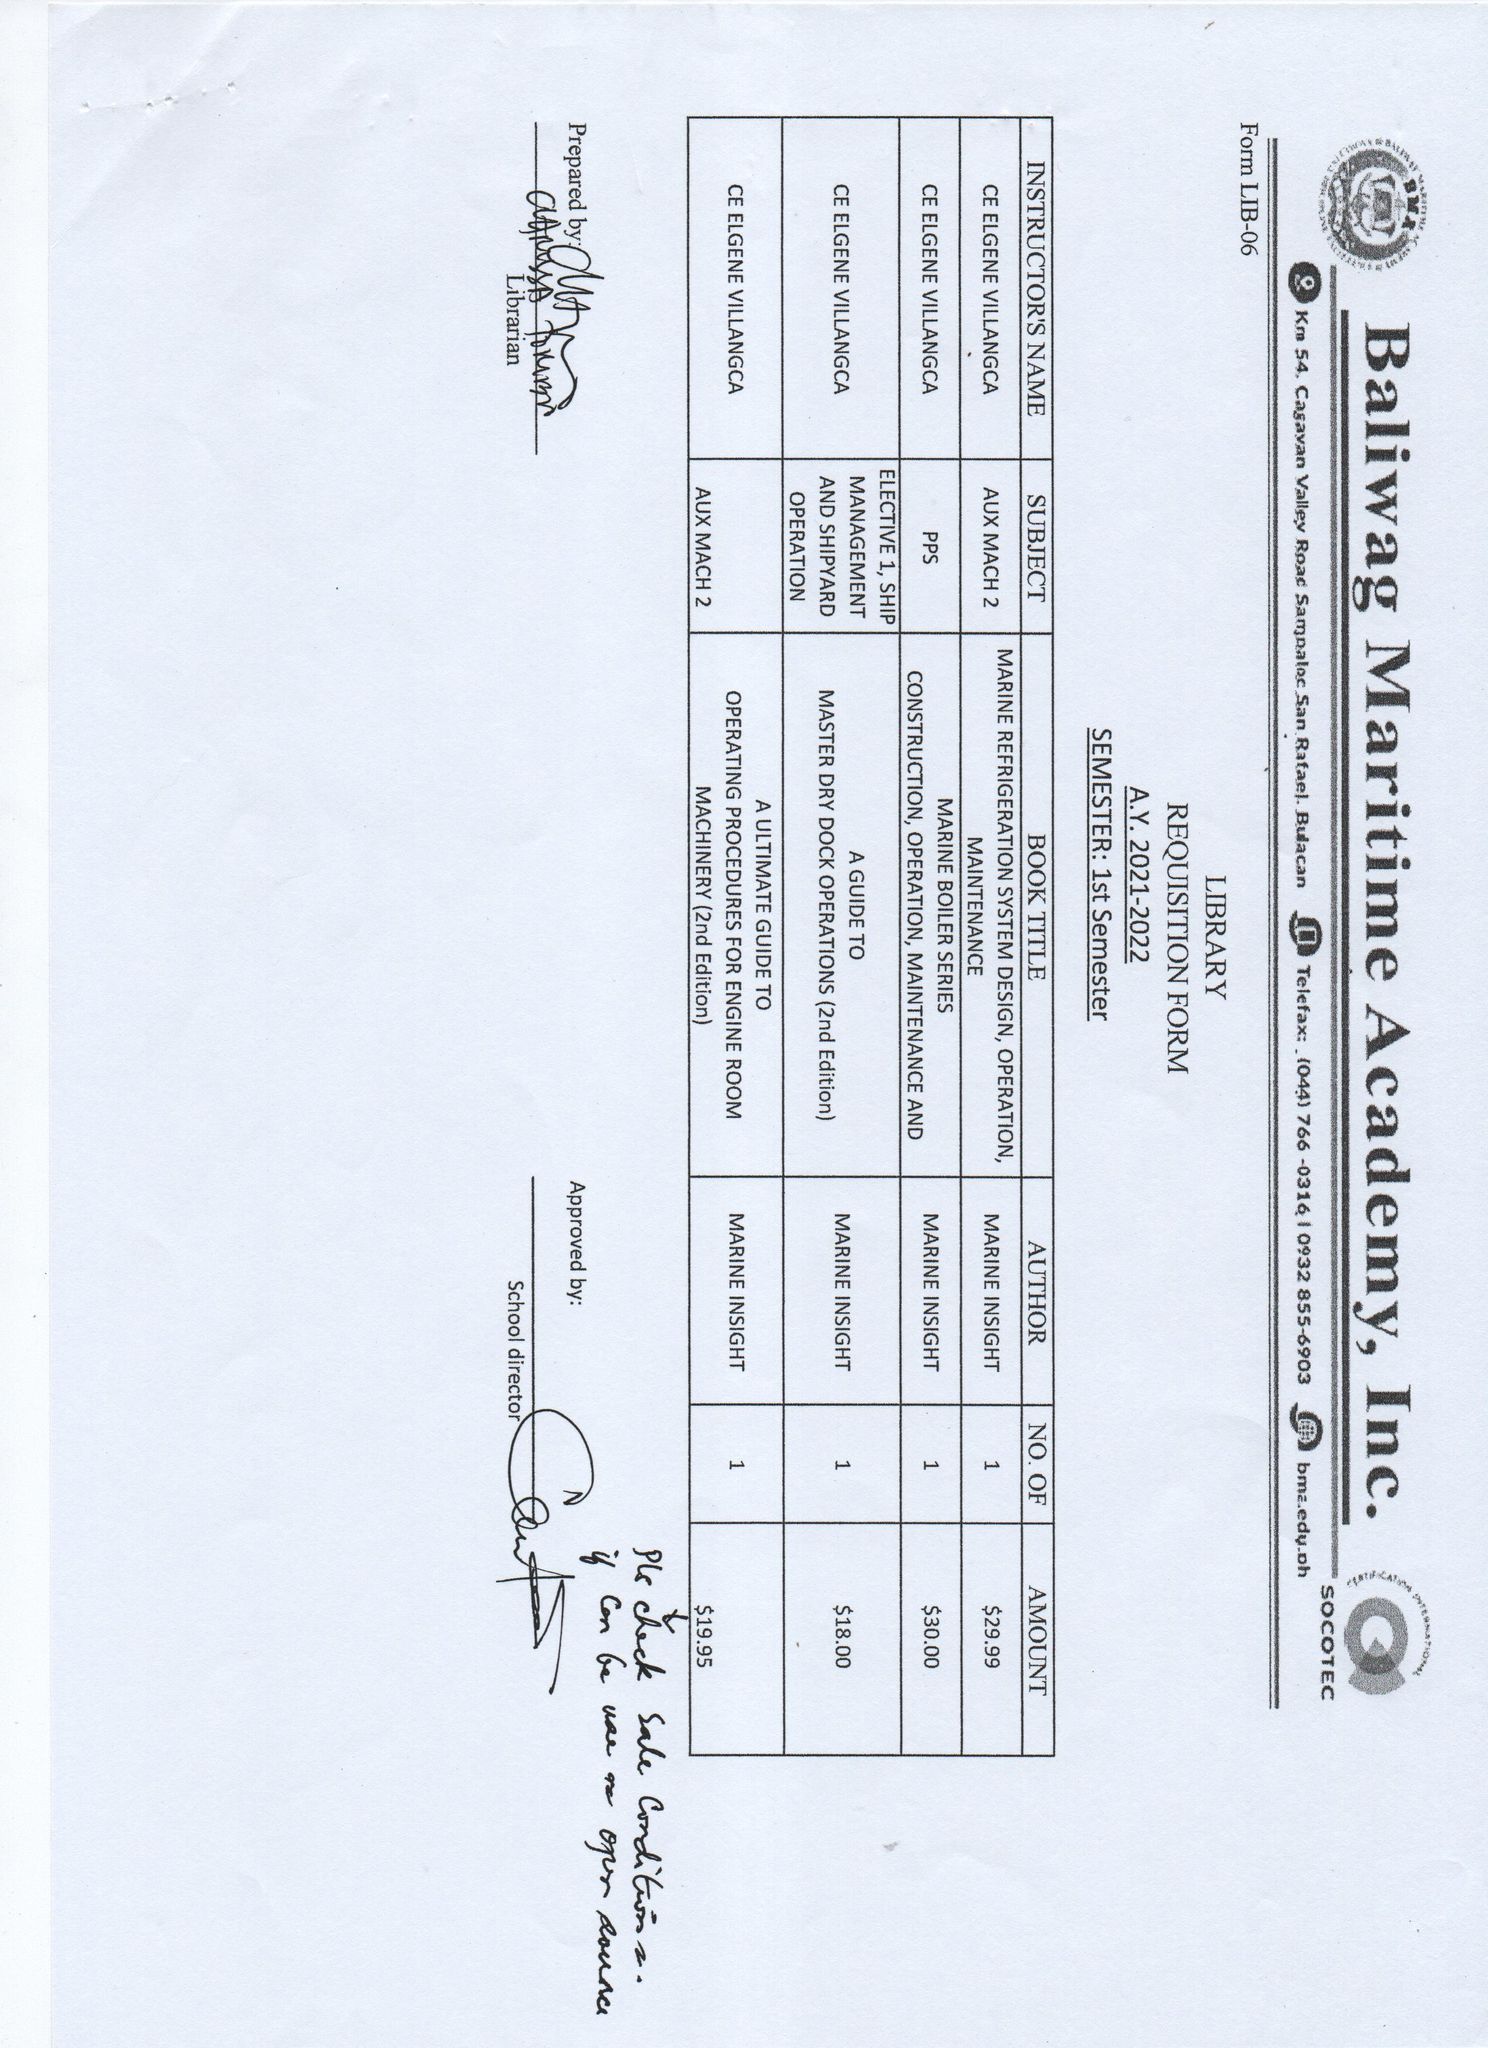 BMA
Baliwag Maritime Academy, Inc.
CERTIFICATION INTERNATIONAL
SOCOTEC
Km 54. Cagayan Valley Road Sampaloc San Rafael. Bulacan Telefax: (044) 766 -0316 | 0932 855-6903 bma.edu.ph
Form LIB-06
LIBRARY
REQUISITION FORM
A.Y. 2021-2022
SEMESTER: 1st Semester
INSTRUCTOR'S NAME SUBJECT BOOK TITLE AUTHOR NO. OF AMOUNT
CE ELGENE VILLANGCA AUX MACH 2 MARINE REFRIGERATION SYSTEM DESIGN, OPERATION, MARINE INSIGHT 1 $29.99
MAINTENANCE
CE ELGENE VILLANGCA PPS MARINE BOILER SERIES MARINE INSIGHT 1 $30.00
CONSTRUCTION, OPERATION, MAINTENANCE AND
ELECTIVE 1, SHIP
MANAGEMENT A GUIDE TO
CE ELGENE VILLANGCA AND SHIPYARD MASTER DRY DOCK OPERATIONS (2nd Edition) MARINE INSIGHT 1 $18.00
OPERATION
A ULTIMATE GUIDE TO
CE ELGENE VILLANGCA OPERATING PROCEDURES FOR ENGINE ROOM MARINE INSIGHT 1
AUX MACH 2 MACHINERY (2nd Edition) $19.95
Pls check Sale Conditions.
if can be use as open source
Prepared by:
Librarian
Approved by:
School director